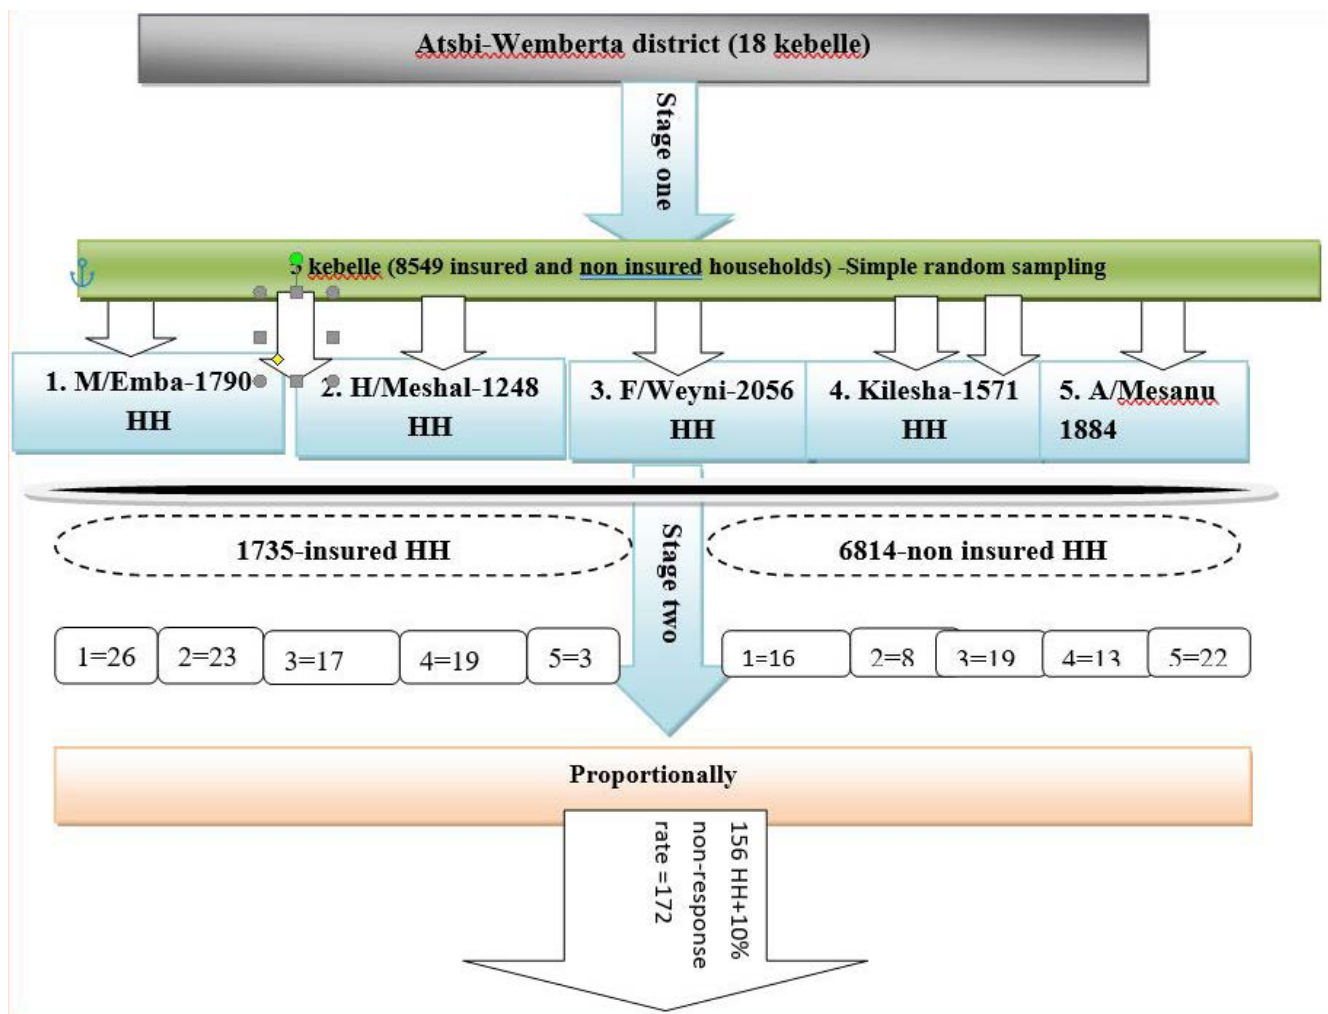 Atsbi-Wemberta district (18 kebelle)
Stage one
5 kebelle (8549 insured and non insured households) -Simple random sampling
1. M/Emba-1790
HH
2. H/Meshal-1248
HH
3. F/Weyni-2056
HH
4. Kilesha-1571
HH
5. A/Mesanu
1884
1735-insured HH
Stage two
6814-non insured HH
1=26
2=23
3=17
4=19
5=3
1=16
2=8
3=19
4=13
5=22
Proportionally
156 HH+10%
non-response
rate =172